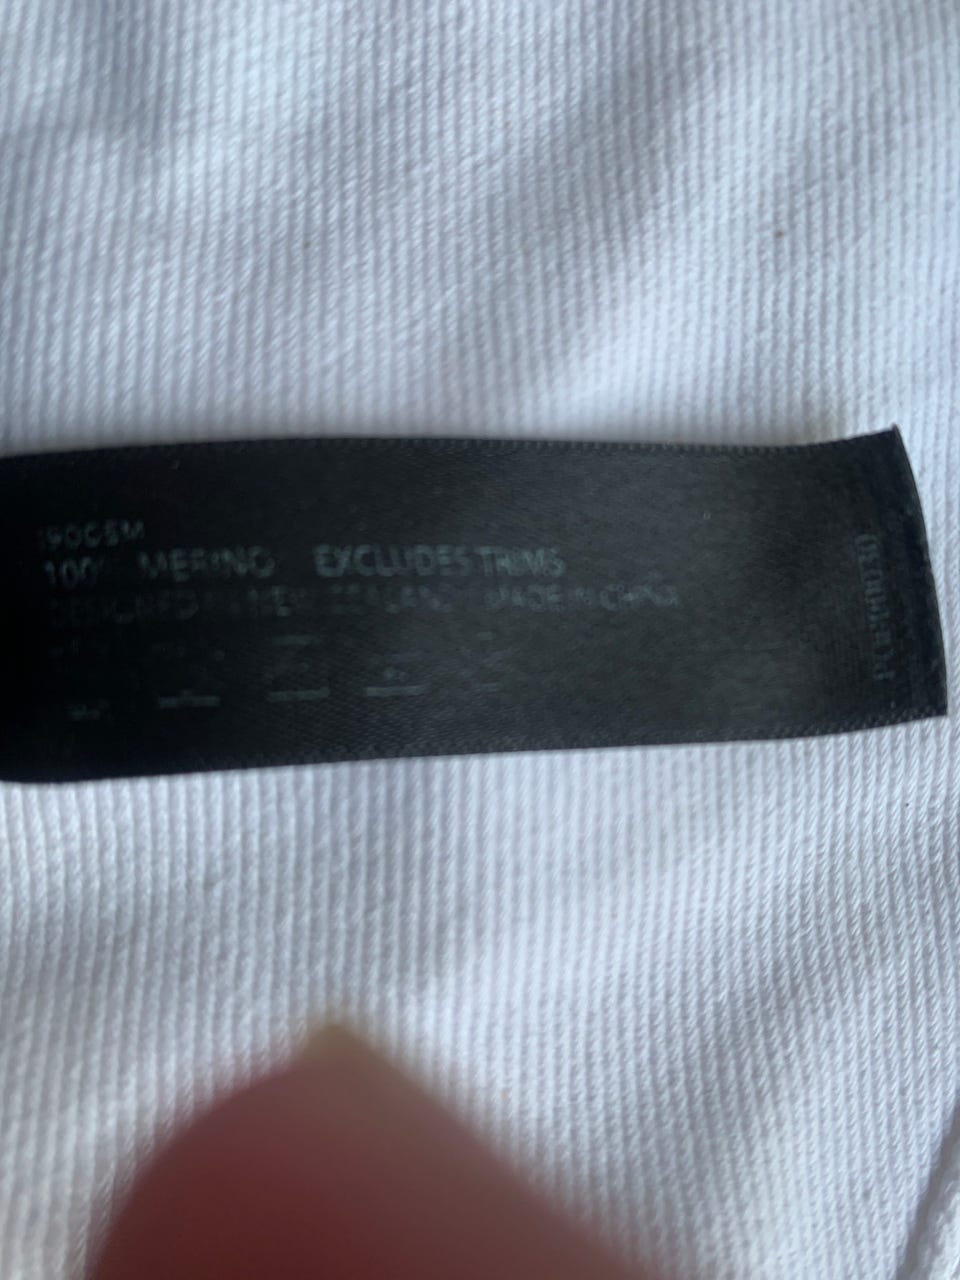 190GSM
100% MERINO EXCLUDES TRIMS
DESIGNED IN NEW ZEALAND MADE IN CHINA